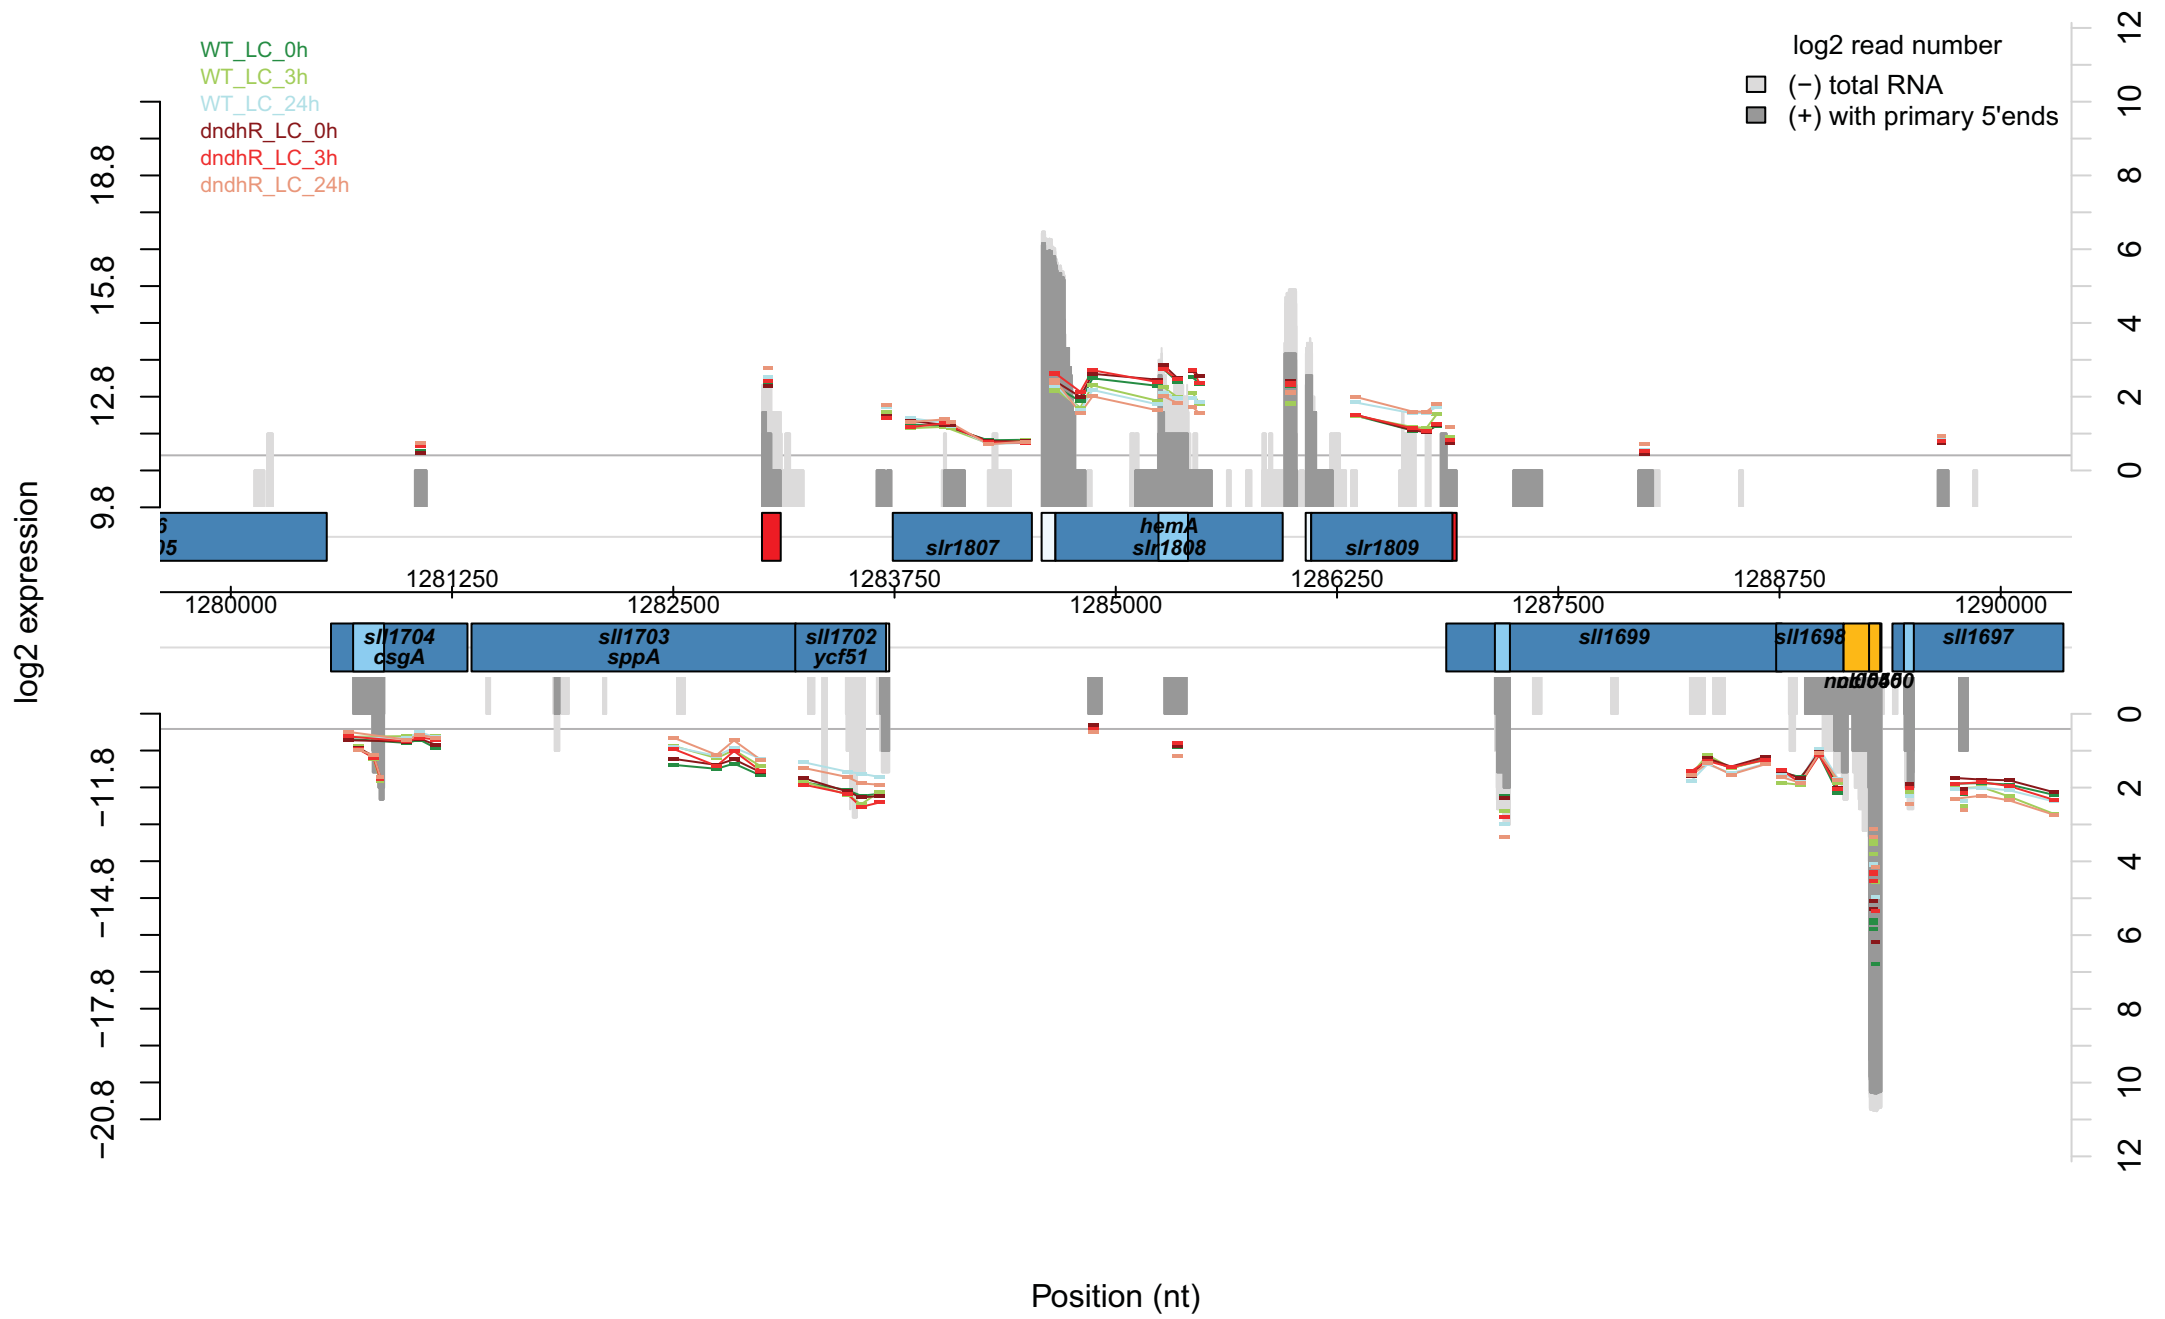 WT_LC_0h
WT_LC_3h
WT_LC_24h
dndhR_LC_0h
dndhR_LC_3h
dndhR_LC_24h
log2 read number
(−) total RNA
(+) with primary 5'ends
18.8
15.8
12.8
9.8
12
10
8
6
4
2
0
log2 expression
6
05
hemA
slr1807
slr1808
slr1809
1281250
1283750
1286250
1288750
1280000
1282500
1285000
1287500
1290000
sll1704
csgA
sll1703
sppA
sll1702
ycf51
sll1699
sll1698
sll1697
−11.8
−14.8
−17.8
−20.8
0
2
4
6
8
10
12
Position (nt)